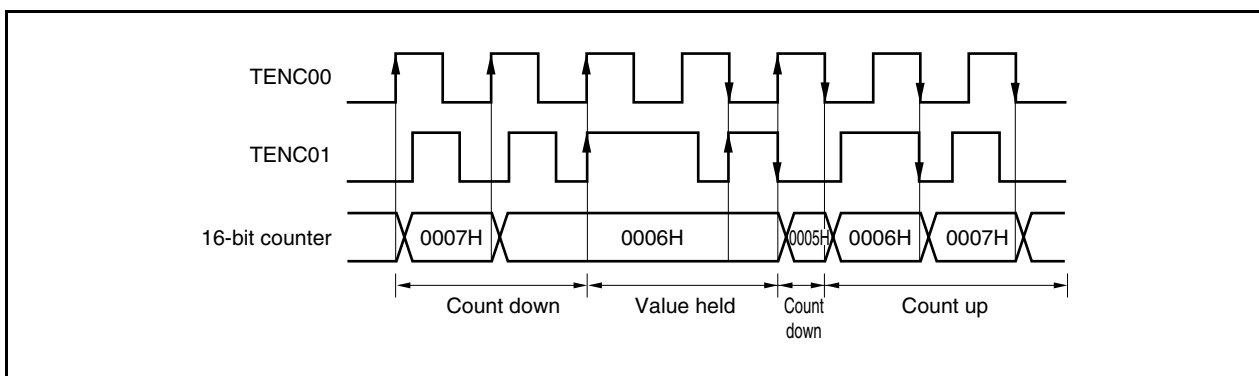 TENC00
TENC01
16-bit counter
0007H
0006H
0005H
0006H
0007H
Count down
Value held
Count
down
Count up